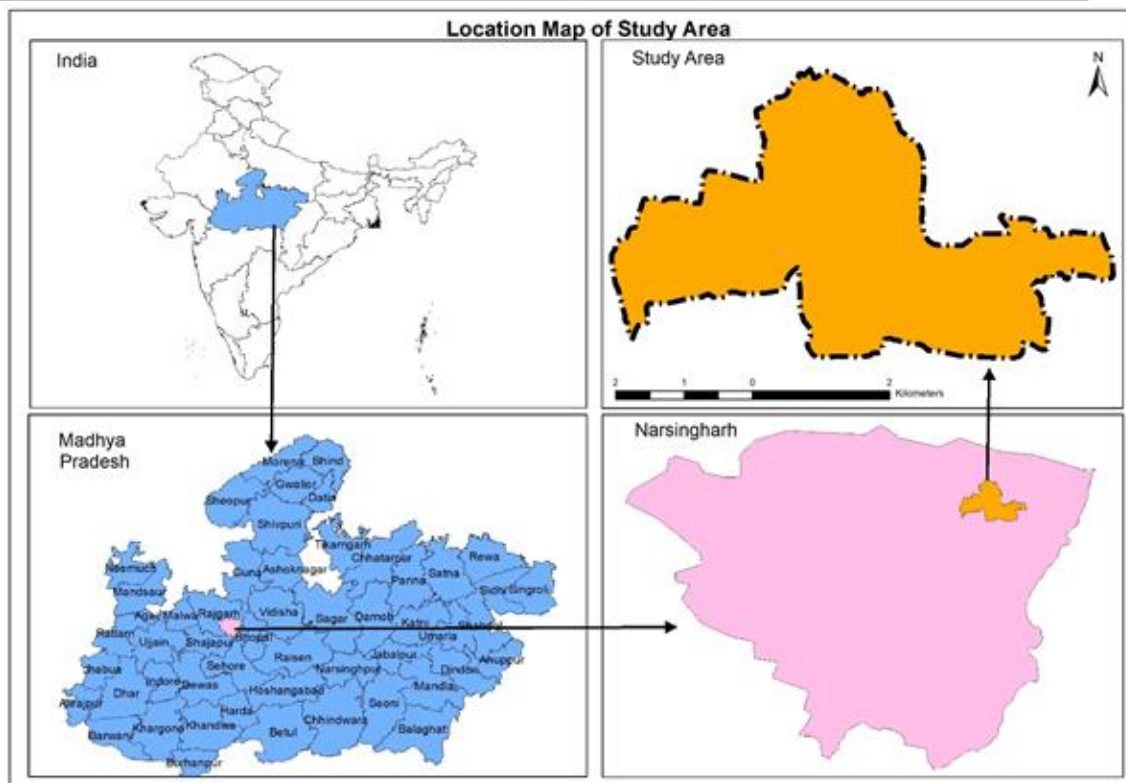 Location Map of Study Area
India
Study Area
N
2 1 0 2
Kilometers
Madhya
Pradesh
Morena Bhind
Gwalior
Sheopur Datia
Shivpuri
Tikamgarh
Chhatarpur Rewa
Neemuch Guna Ashoknagar Satna
Panna Sidhi Singroli
Mandsaur
Agar Malwa Rajgarh Vidisha Sagar Damoh Katni Shahdol
Ratlam Umaria
Ujjain Shajapur Bhopal Jabalpur
Jhabua Sehore Raisen Narsinghpur Dindori Anuppur
Indore Dewas
Dhar Hoshangabad Mandla
Alirajpur Harda Seoni
Khargone Khandwa Chhindwara
Barwani Betul Balaghat
Burhanpur
Narsingharh